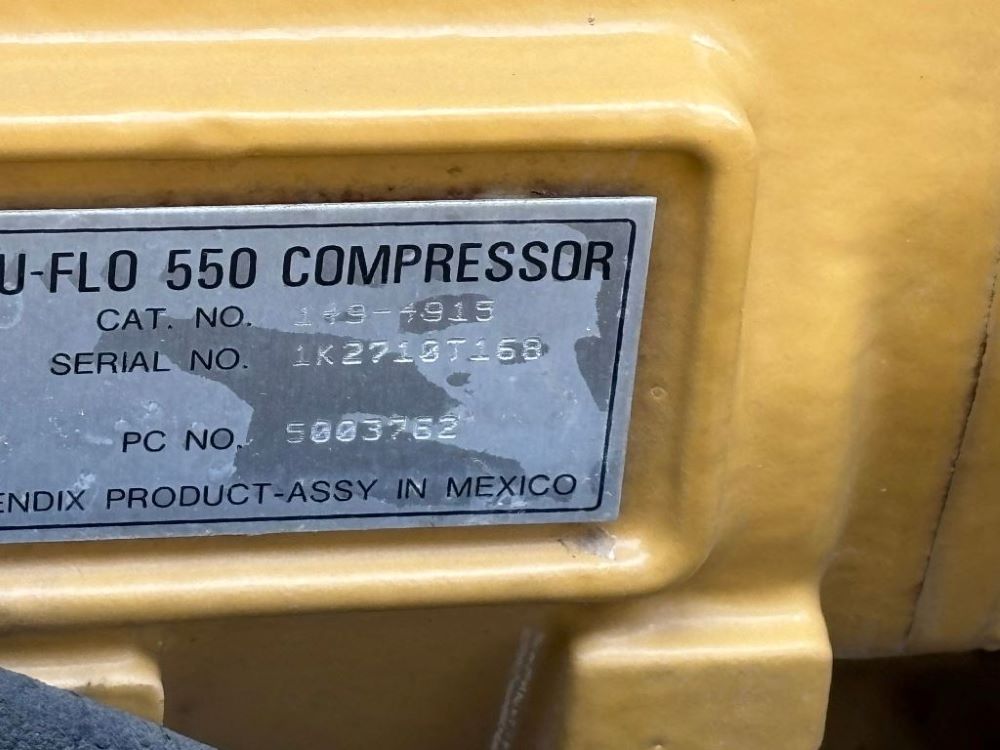 U-FLO 550 COMPRESSOR
CAT. NO. 149-4915
SERIAL NO. 1K2710T168
PC NO. 5003762
ENDIX PRODUCT-ASSY IN MEXICO